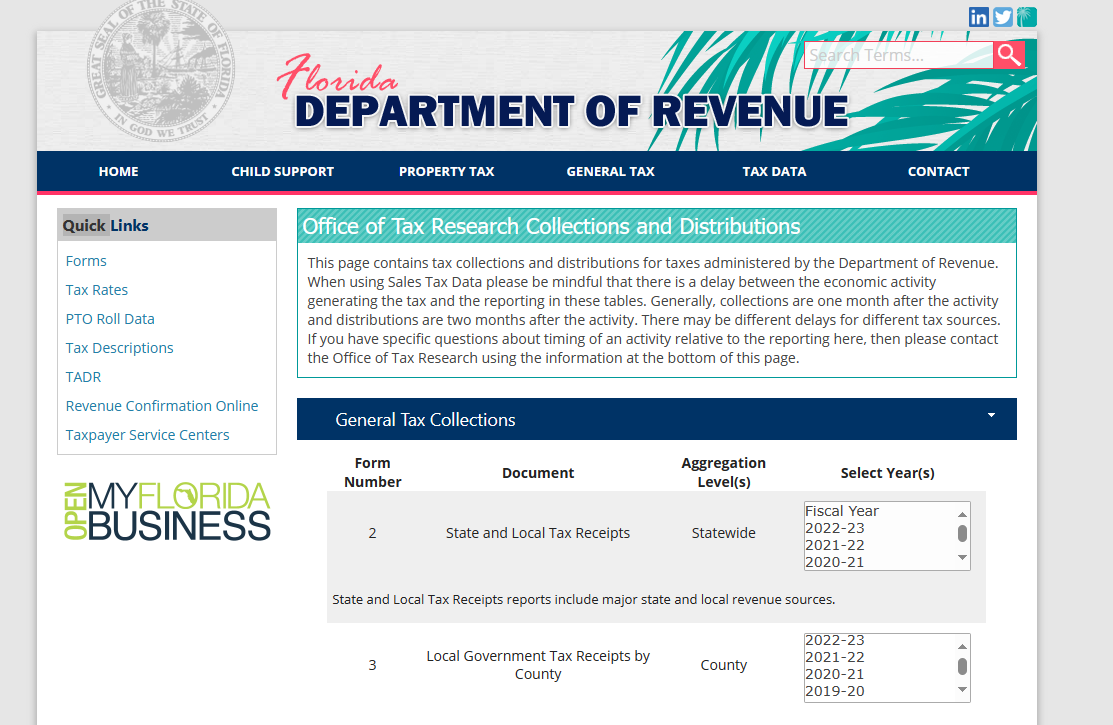 GREAT SEAL OF THE STATE OF FLORIDA
IN GOD WE TRUST
in
Search Terms...
Florida
DEPARTMENT OF REVENUE
HOME CHILD SUPPORT PROPERTY TAX GENERAL TAX TAX DATA CONTACT
Quick Links
Forms
Tax Rates
PTO Roll Data
Tax Descriptions
TADR
Revenue Confirmation Online
Taxpayer Service Centers
OPEN
MYFLORIDA
BUSINESS
Office of Tax Research Collections and Distributions
This page contains tax collections and distributions for taxes administered by the Department of Revenue.
When using Sales Tax Data please be mindful that there is a delay between the economic activity
generating the tax and the reporting in these tables. Generally, collections are one month after the activity
and distributions are two months after the activity. There may be different delays for different tax sources.
If you have specific questions about timing of an activity relative to the reporting here, then please contact
the Office of Tax Research using the information at the bottom of this page.
General Tax Collections
Form
Number
Document
Aggregation
Level(s)
Select Year(s)
2
State and Local Tax Receipts
Statewide
Fiscal Year
2022-23
2021-22
2020-21
State and Local Tax Receipts reports include major state and local revenue sources.
3
Local Government Tax Receipts by
County
County
2022-23
2021-22
2020-21
2019-20